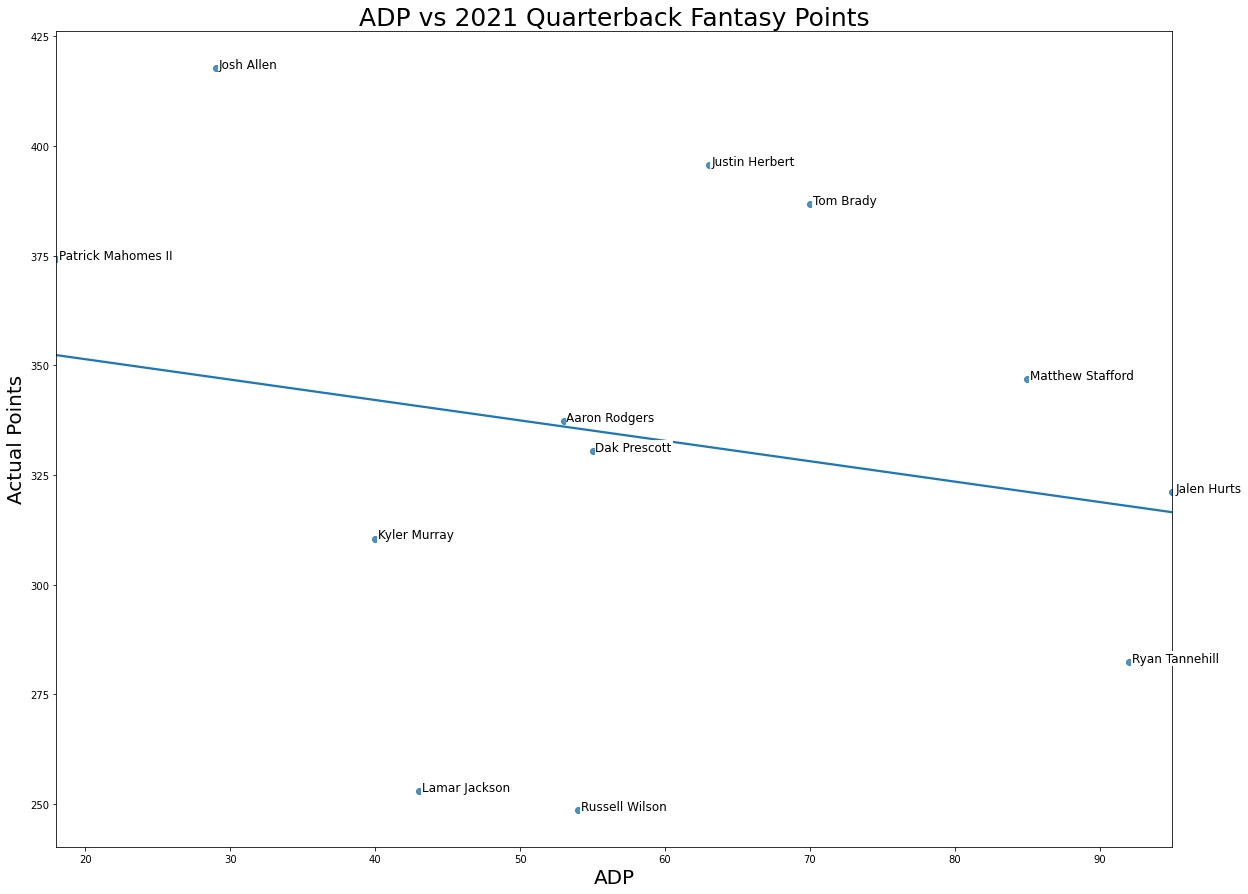 ADP vs 2021 Quarterback Fantasy Points
425
Josh Allen
400
Justin Herbert
Tom Brady
375
Patrick Mahomes II
350
Matthew Stafford
Aaron Rodgers
Dak Prescott
325
Jalen Hurts
Kyler Murray
300
Ryan Tannehill
275
Lamar Jackson
Russell Wilson
250
Actual Points
20 30 40 50 60 70 80 90
ADP